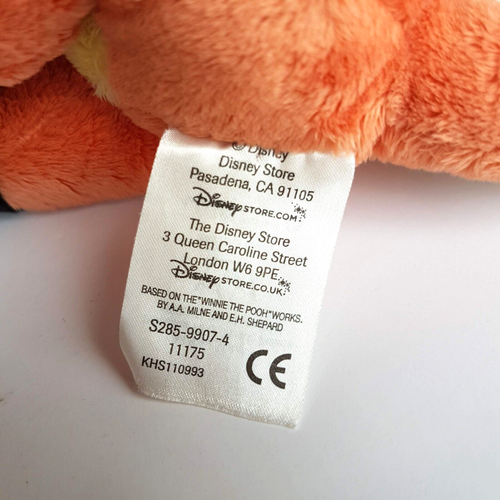 © Disney
Disney Store
Pasadena, CA 91105
DISNEY STORE.COM
The Disney Store
3 Queen Caroline Street
London W6 9PE
DISNEY STORE.CO.UK
BASED ON THE "WINNIE THE POOH" WORKS.
BY A.A. MILNE AND E.H. SHEPARD
S285-9907-4
11175
KHS110993
CE